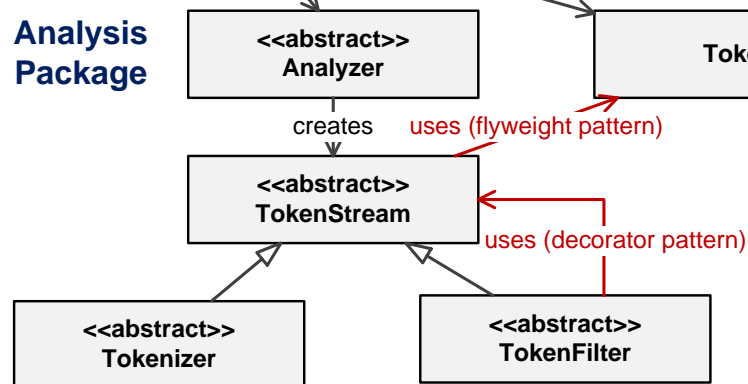 Analysis
Package
<<abstract>>
Analyzer
creates
uses (flyweight pattern)
<<abstract>>
TokenStream
uses (decorator pattern)
<<abstract>>
Tokenizer
<<abstract>>
TokenFilter